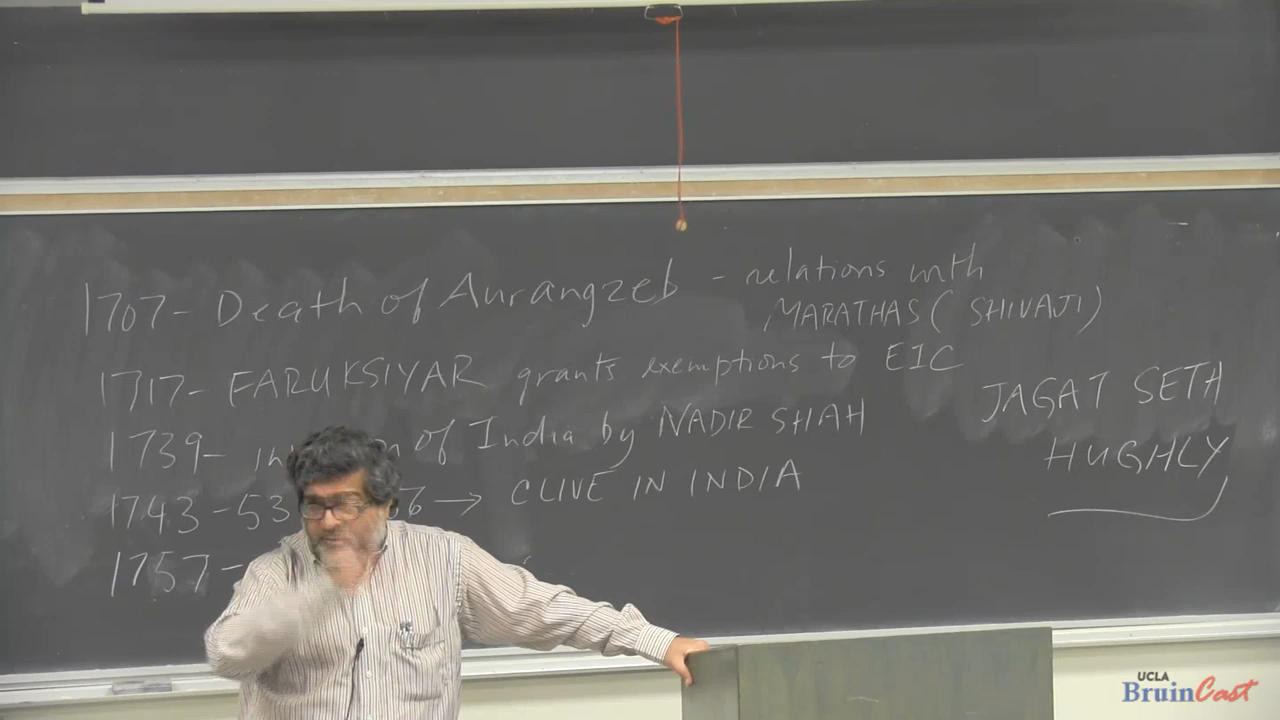 1707- Death of Aurangzeb - relations with
MARATHAS (SHIVAJI)
1717- FARUKSIYAR grants exemptions to EIC
1739- of India by NADIR SHAH
1743-53 → CLIVE IN INDIA
1757-
JAGAT SETH
HUGHLY
UCLA
BruinCast